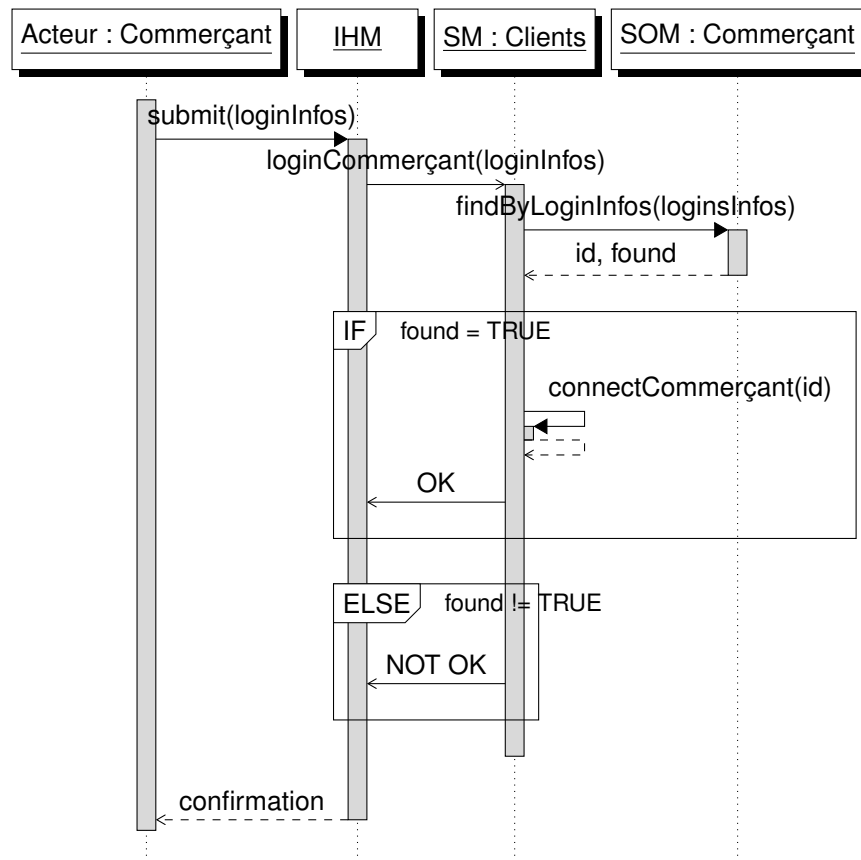 Acteur : Commerçant
IHM
SM : Clients
SOM : Commerçant
submit(loginInfos)
loginCommerçant(loginInfos)
findByLoginInfos(loginsInfos)
id, found
IF found = TRUE
connectCommerçant(id)
OK
ELSE found != TRUE
NOT OK
confirmation